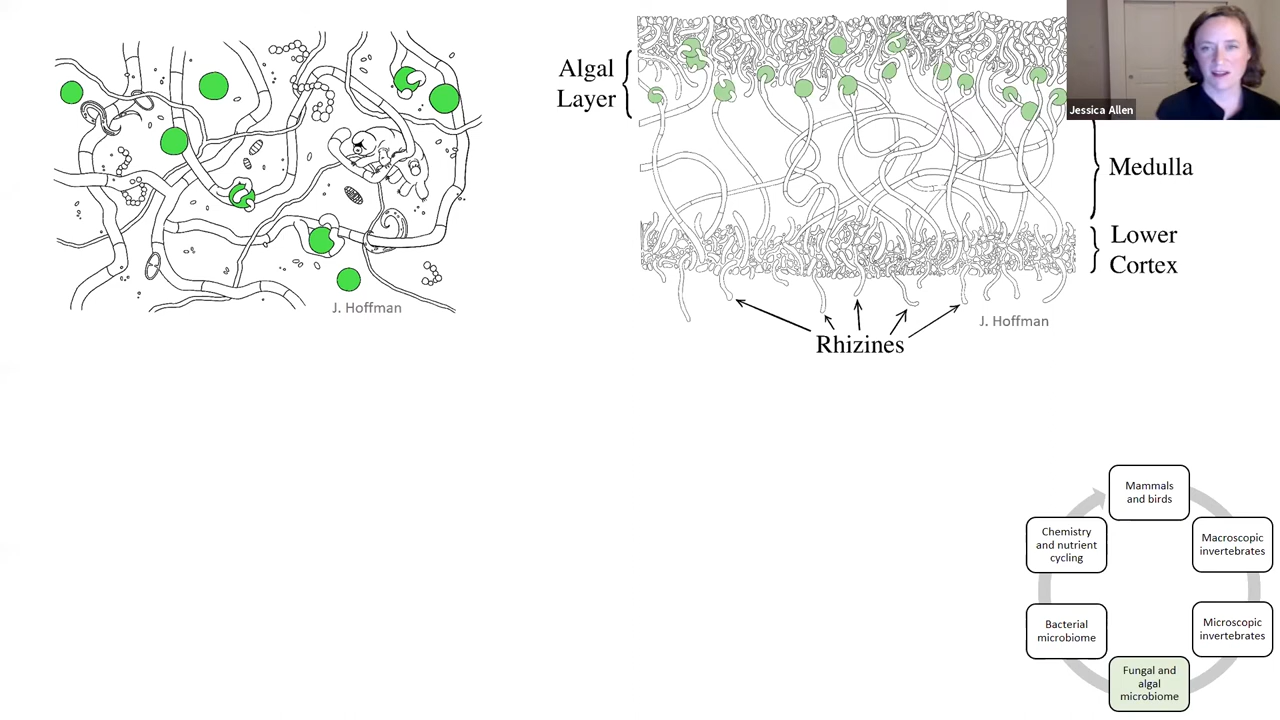 Algal
Layer
Jessica Allen
Medulla
Lower
Cortex
J. Hoffman
J. Hoffman
Rhizines
Mammals
and birds
Chemistry
and nutrient
cycling
Macroscopic
invertebrates
Bacterial
microbiome
Microscopic
invertebrates
Fungal and
algal
microbiome